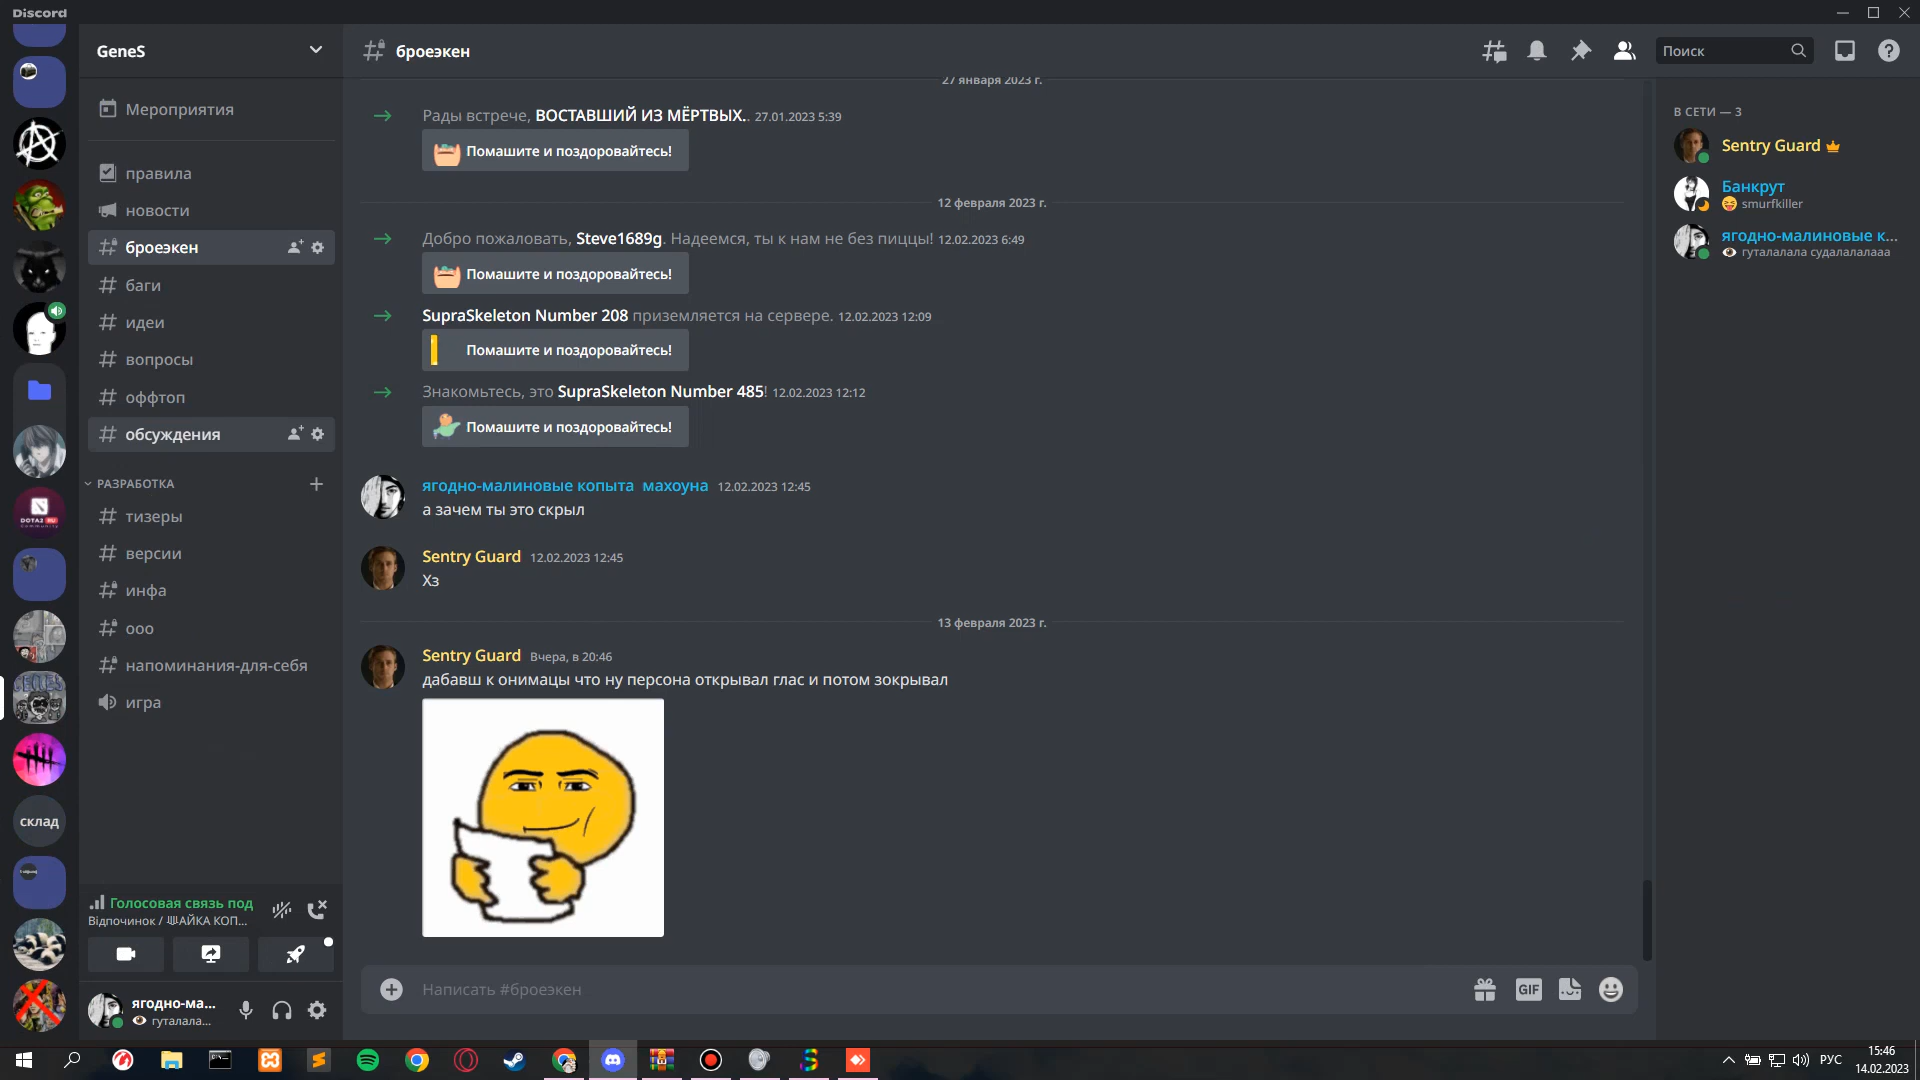 Discord
GeneS
Мероприятия
правила
новости
броеэкен
баги
идеи
вопросы
оффтоп
обсуждения
РАЗРАБОТКА
тизеры
версии
инфа
ооо
напоминания-для-себя
игра
DOTA2 RU
склад
Голосовая связь под
Відпочинок /
КОП...
ягодно-ма...
гуталала...
броеэкен
Поиск
27 января 2023 г.
Рады встрече, ВОСТАВШИЙ ИЗ МЁРТВЫХ.. 27.01.2023 5:39
Помашите и поздоровайтесь!
12 февраля 2023 г.
Добро пожаловать, Steve1689g. Надеемся, ты к нам не без пиццы! 12.02.2023 6:49
Помашите и поздоровайтесь!
SupraSkeleton Number 208 приземляется на сервере. 12.02.2023 12:09
Помашите и поздоровайтесь!
Знакомьтесь, это SupraSkeleton Number 485! 12.02.2023 12:12
Помашите и поздоровайтесь!
ягодно-малиновые копыта махоуна 12.02.2023 12:45
а зачем ты это скрыл
Sentry Guard 12.02.2023 12:45
Хз
13 февраля 2023 г.
Sentry Guard Вчера, в 20:46
дабавш к онимацы что ну персона открывал глас и потом зокрывал
Написать #броеэкен
GIF
В СЕТИ — 3
Sentry Guard
Банкрут
smurfkiller
ягодно-малиновые к...
гуталалала судалалалааа
РУС
15:46
14.02.2023